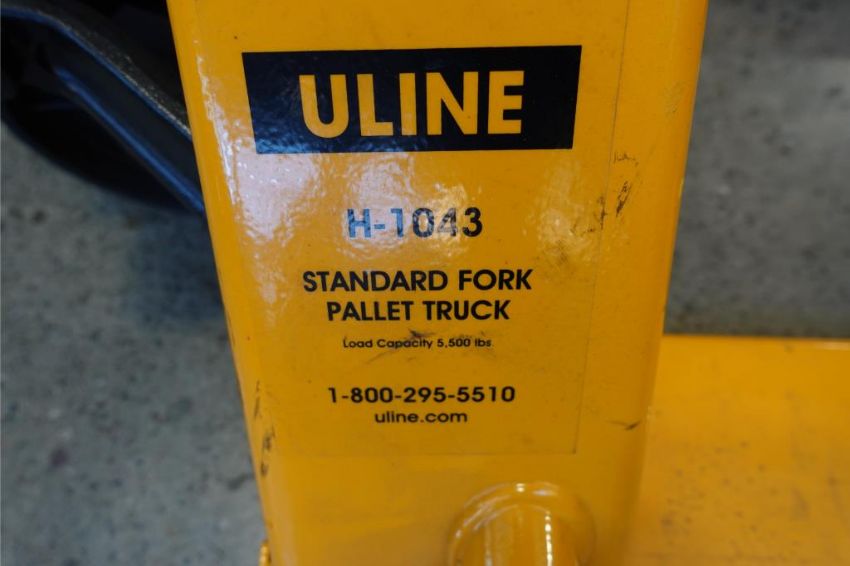 ULINE
H-1043
STANDARD FORK
PALLET TRUCK
Load Capacity 5,500 lbs
1-800-295-5510
uline.com